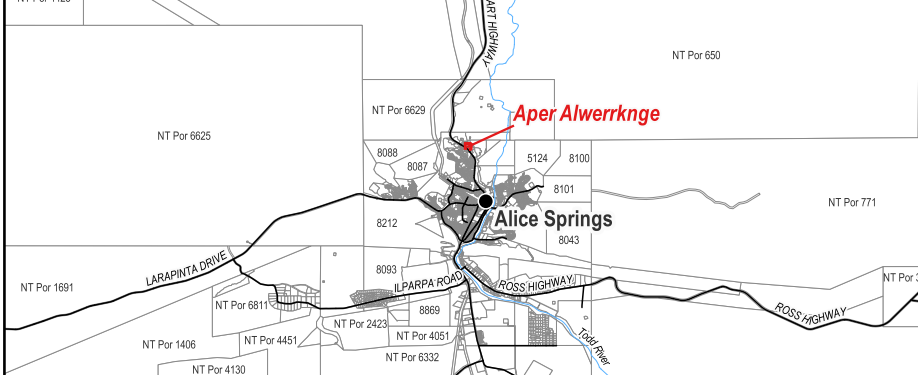 ART HIGHWAY
NT Por 650
NT Por 6629
Aper Alwerrknge
NT Por 6625
8088
8087
5124
8100
8101
NT Por 771
8212
Alice Springs
8043
LARAPINTA DRIVE
8093
ILPARPA ROAD
ROSS HIGHWAY
NT Por 1691
NT Por 6811
8869
ROSS HIGHWAY
NT Por 2423
NT Por 4051
Todd River
NT Por 1406
NT Por 4451
NT Por 6332
NT Por 4130